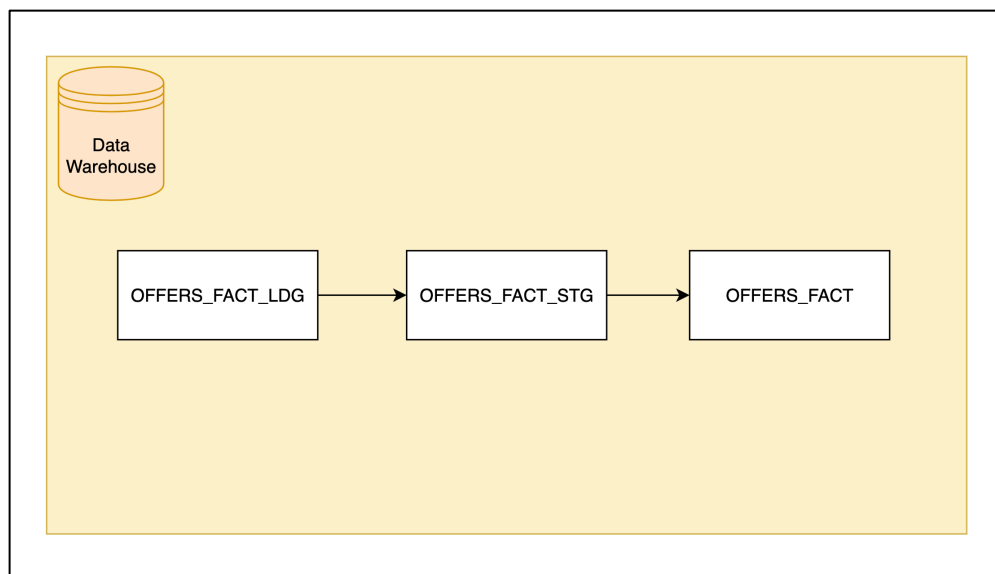 Data
Warehouse
OFFERS_FACT_LDG
OFFERS_FACT_STG
OFFERS_FACT